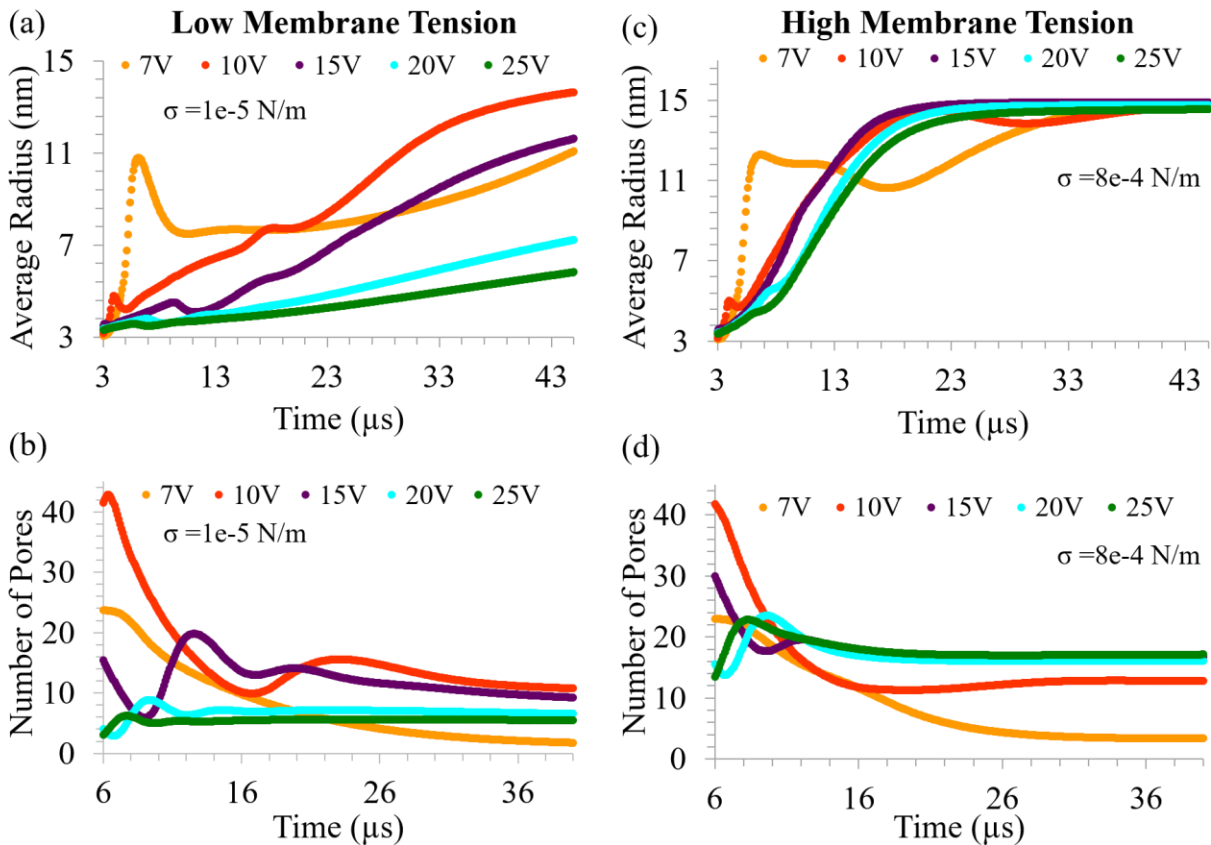 (a) Low Membrane Tension
Average Radius (nm)
7V 10V 15V 20V 25V
σ =1e-5 N/m
15
11
7
3
3 13 23 33 43
Time (µs)
(c) High Membrane Tension
Average Radius (nm)
7V 10V 15V 20V 25V
σ =8e-4 N/m
15
11
7
3
3 13 23 33 43
Time (µs)
(b)
Number of Pores
7V 10V 15V 20V 25V
σ =1e-5 N/m
40
30
20
10
0
6 16 26 36
Time (µs)
(d)
Number of Pores
7V 10V 15V 20V 25V
σ =8e-4 N/m
40
30
20
10
0
6 16 26 36
Time (µs)